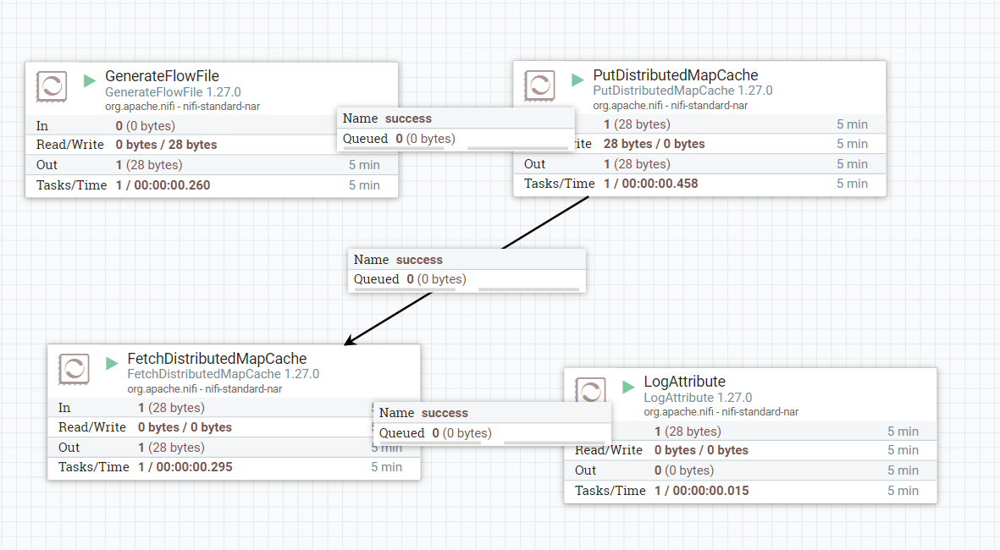 GenerateFlowFile
GenerateFlowFile 1.27.0
org.apache.nifi - nifi-standard-nar
In 0 (0 bytes)
Read/Write 0 bytes / 28 bytes
Out 1 (28 bytes) 5 min
Tasks/Time 1 / 00:00:00.260 5 min
Name success
Queued 0 (0 bytes)
PutDistributedMapCache
PutDistributedMapCache 1.27.0
org.apache.nifi - nifi-standard-nar
1 (28 bytes) 5 min
ite 28 bytes / 0 bytes 5 min
Out 1 (28 bytes) 5 min
Tasks/Time 1 / 00:00:00.458 5 min
Name success
Queued 0 (0 bytes)
FetchDistributedMapCache
FetchDistributedMapCache 1.27.0
org.apache.nifi - nifi-standard-nar
In 1 (28 bytes)
Read/Write 0 bytes / 0 bytes
Out 1 (28 bytes) 5 min
Tasks/Time 1 / 00:00:00.295 5 min
Name success
Queued 0 (0 bytes)
LogAttribute
LogAttribute 1.27.0
org.apache.nifi - nifi-standard-nar
1 (28 bytes) 5 min
Read/Write 0 bytes / 0 bytes 5 min
Out 0 (0 bytes) 5 min
Tasks/Time 1 / 00:00:00.015 5 min